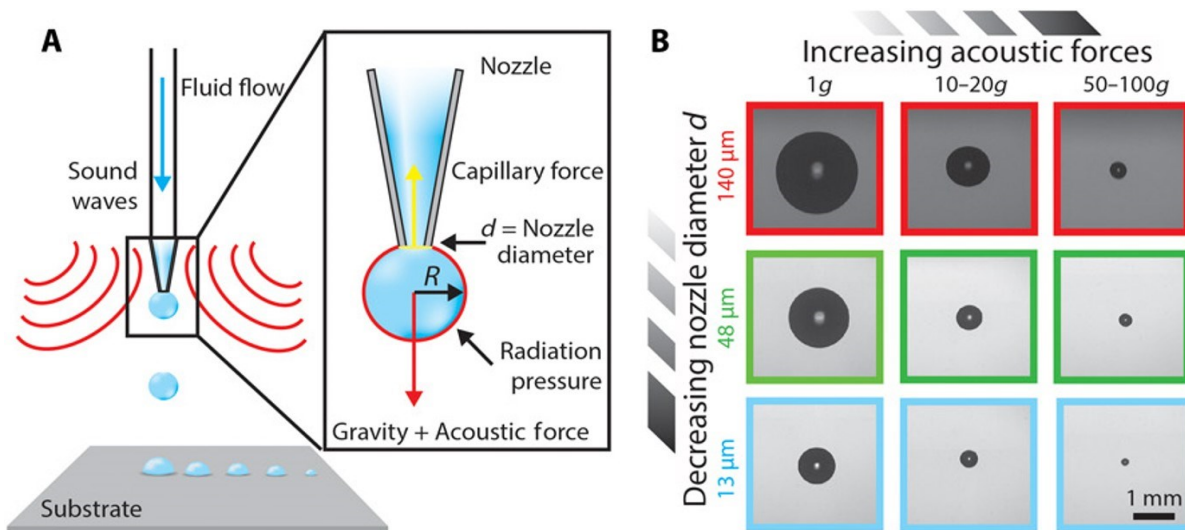 A
Fluid flow
Sound
waves
Substrate
Nozzle
Capillary force
d = Nozzle
diameter
R
Radiation
pressure
Gravity + Acoustic force
B
Increasing acoustic forces
1g
10–20g
50–100g
Decreasing nozzle diameter d
140 μm
48 μm
13 μm
1 mm